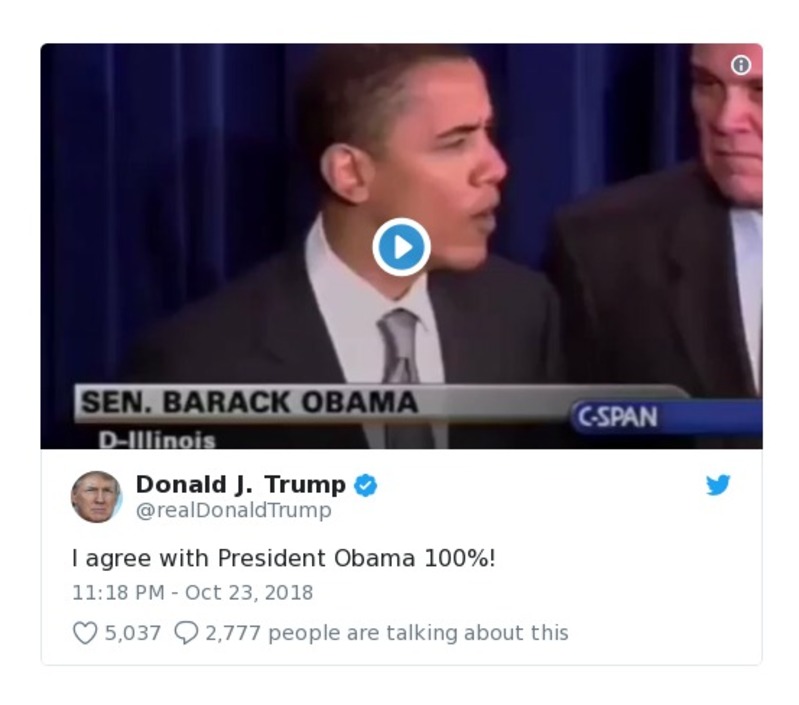 SEN. BARACK OBAMA
C-SPAN
D-Illinois
Donald J. Trump
@realDonaldTrump
I agree with President Obama 100%!
11:18 PM - Oct 23, 2018
5,037 2,777 people are talking about this